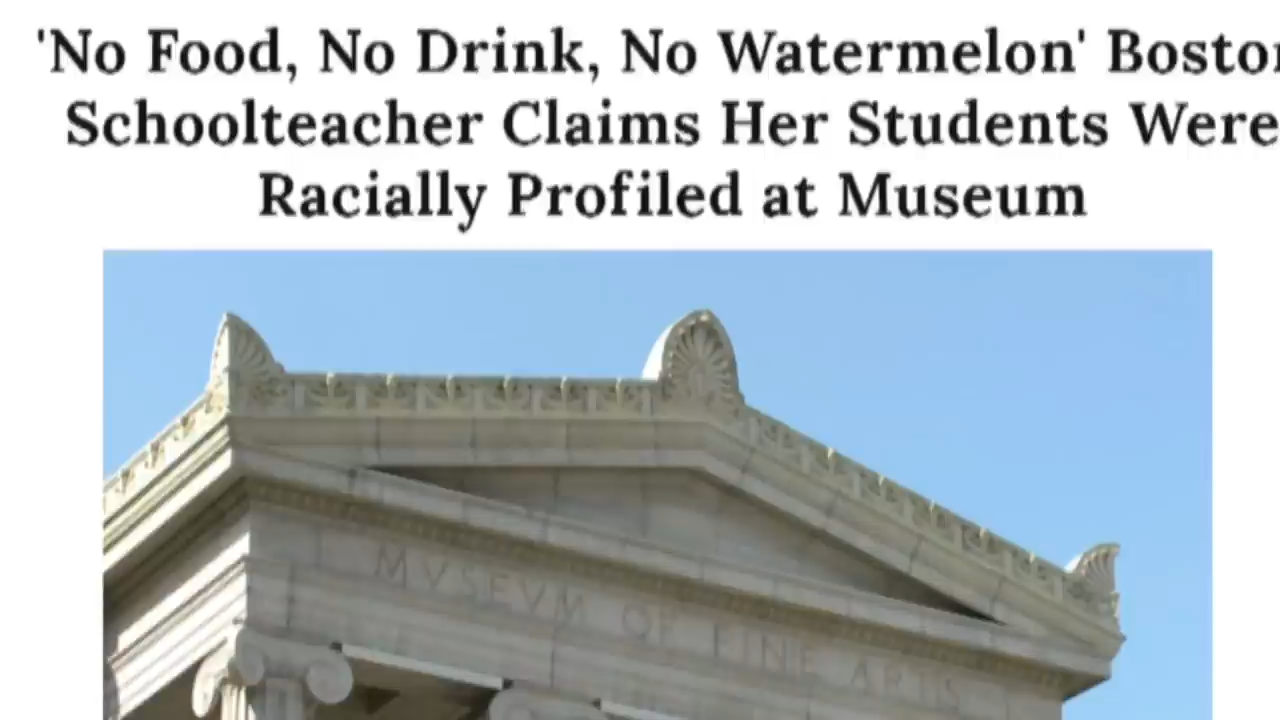 'No Food, No Drink, No Watermelon' Bosto
Schoolteacher Claims Her Students Were
Racially Profiled at Museum
MVSEVM OF FINE ARTS